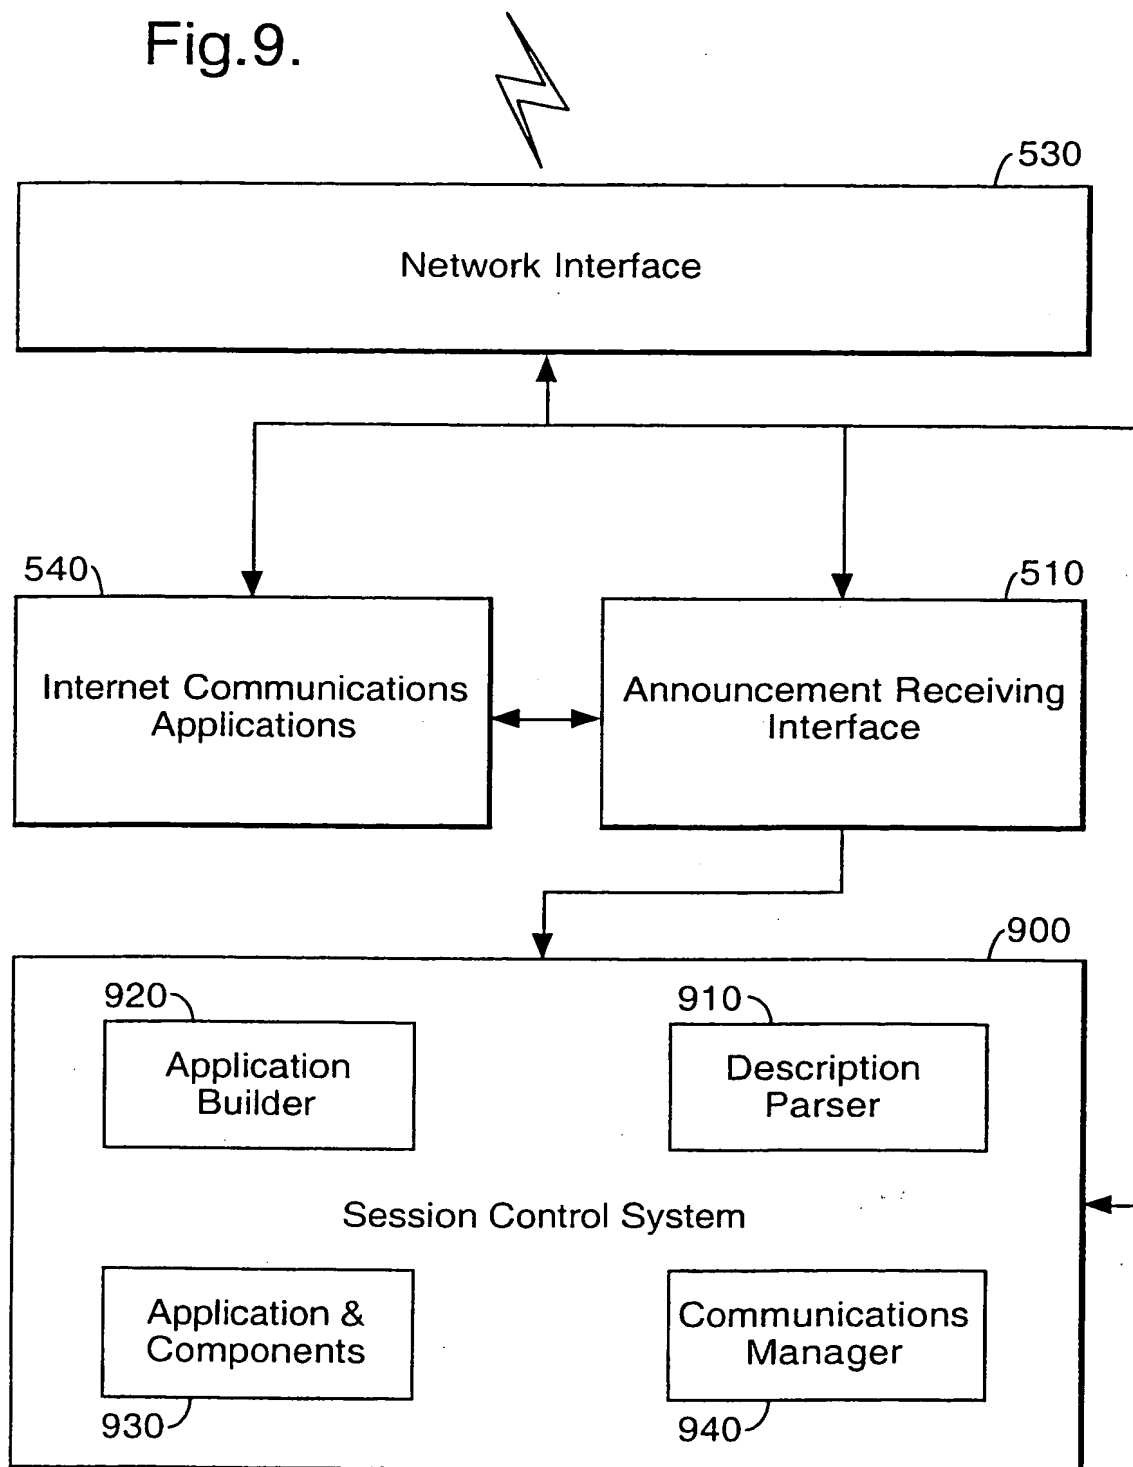 Fig.9.
530
Network Interface
540
510
Internet Communications
Applications
Announcement Receiving
Interface
900
920
910
Application
Builder
Description
Parser
Session Control System
Application &
Components
Communications
Manager
930
940